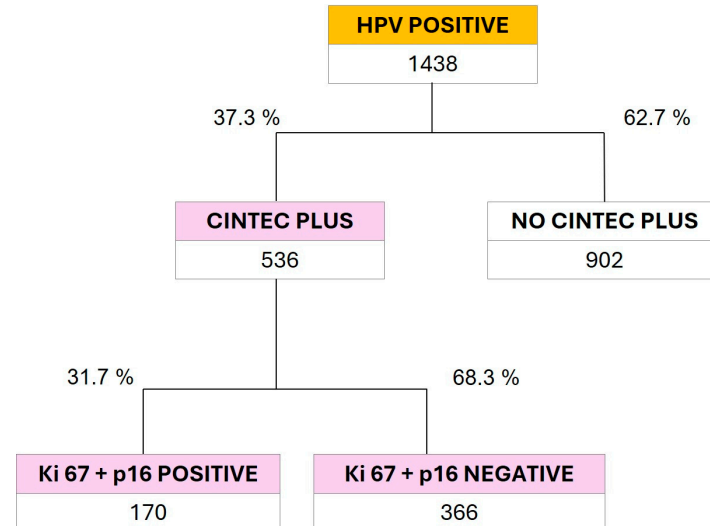 HPV POSITIVE
1438
37.3 %
62.7 %
CINTEC PLUS
NO CINTEC PLUS
536
902
31.7 %
68.3 %
Ki 67 + p16 POSITIVE
Ki 67 + p16 NEGATIVE
170
366